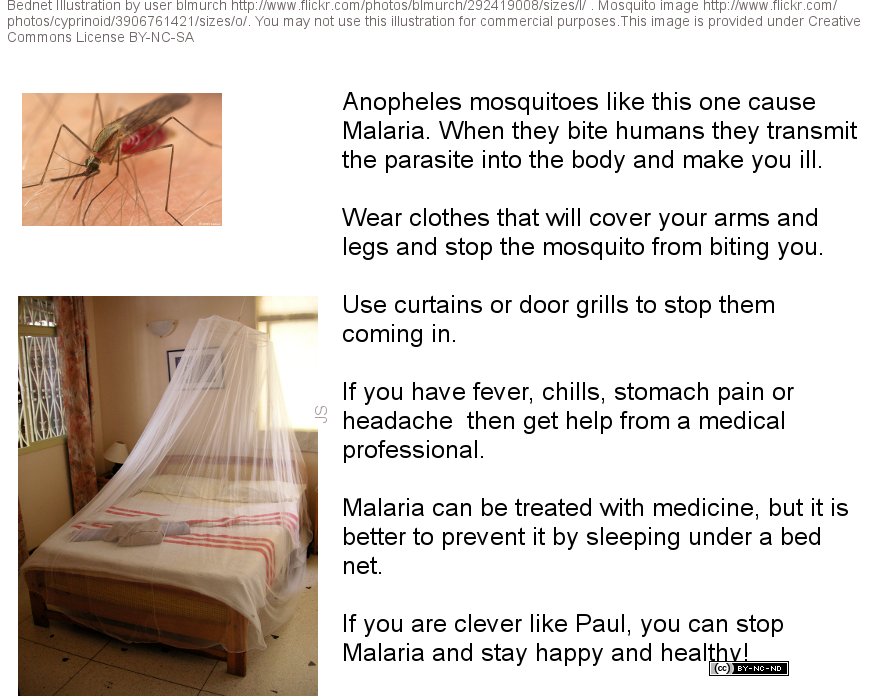 Bednet Illustration by user blmurch http://www.flickr.com/photos/blmurch/292419008/sizes/l/ . Mosquito image http://www.flickr.com/
photos/cyprinoid/3906761421/sizes/o/. You may not use this illustration for commercial purposes.This image is provided under Creative
Commons License BY-NC-SA
Anopheles mosquitoes like this one cause
Malaria. When they bite humans they transmit
the parasite into the body and make you ill.
Wear clothes that will cover your arms and
legs and stop the mosquito from biting you.
Use curtains or door grills to stop them
coming in.
If you have fever, chills, stomach pain or
headache  then get help from a medical
professional.
Malaria can be treated with medicine, but it is
better to prevent it by sleeping under a bed
net.
If you are clever like Paul, you can stop
Malaria and stay happy and healthy!
JS
cc BY-NC-ND